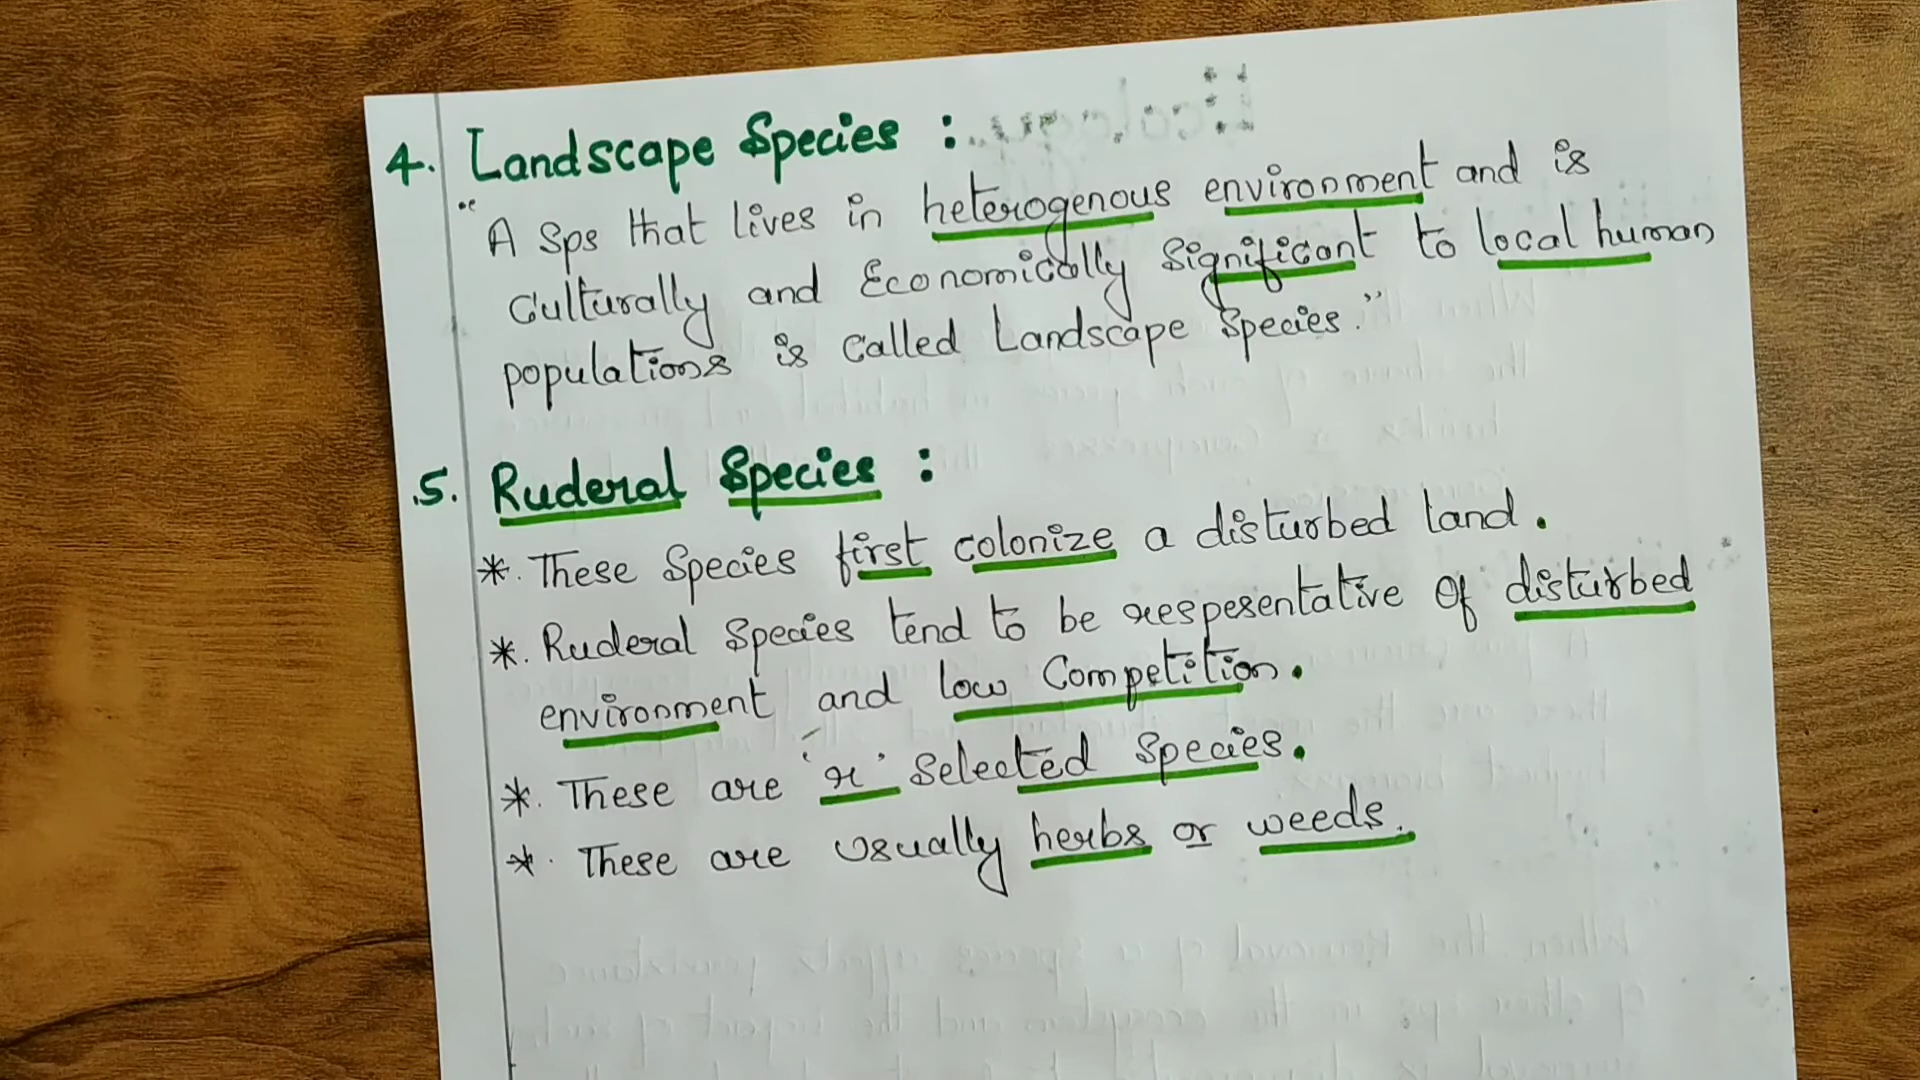 4. Landscape Species :
"A Sps that lives in heterogenous environment and is
Culturally and Economically Significant to local human
populations is called Landscape Species."
5. Ruderal Species :
*. These Species first colonize a disturbed land.
*. Ruderal Species tend to be respesentative of disturbed
environment and low Competition.
*. These are 'r' Selected Species.
*. These are usually herbs or weeds.